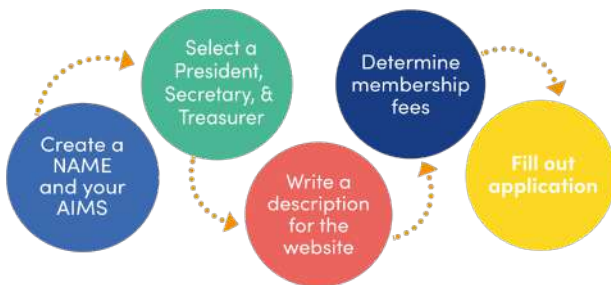 Create a
NAME
and your
AIMS
Select a
President,
Secretary, &
Treasurer
Write a
description
for the
website
Determine
membership
fees
Fill out
application